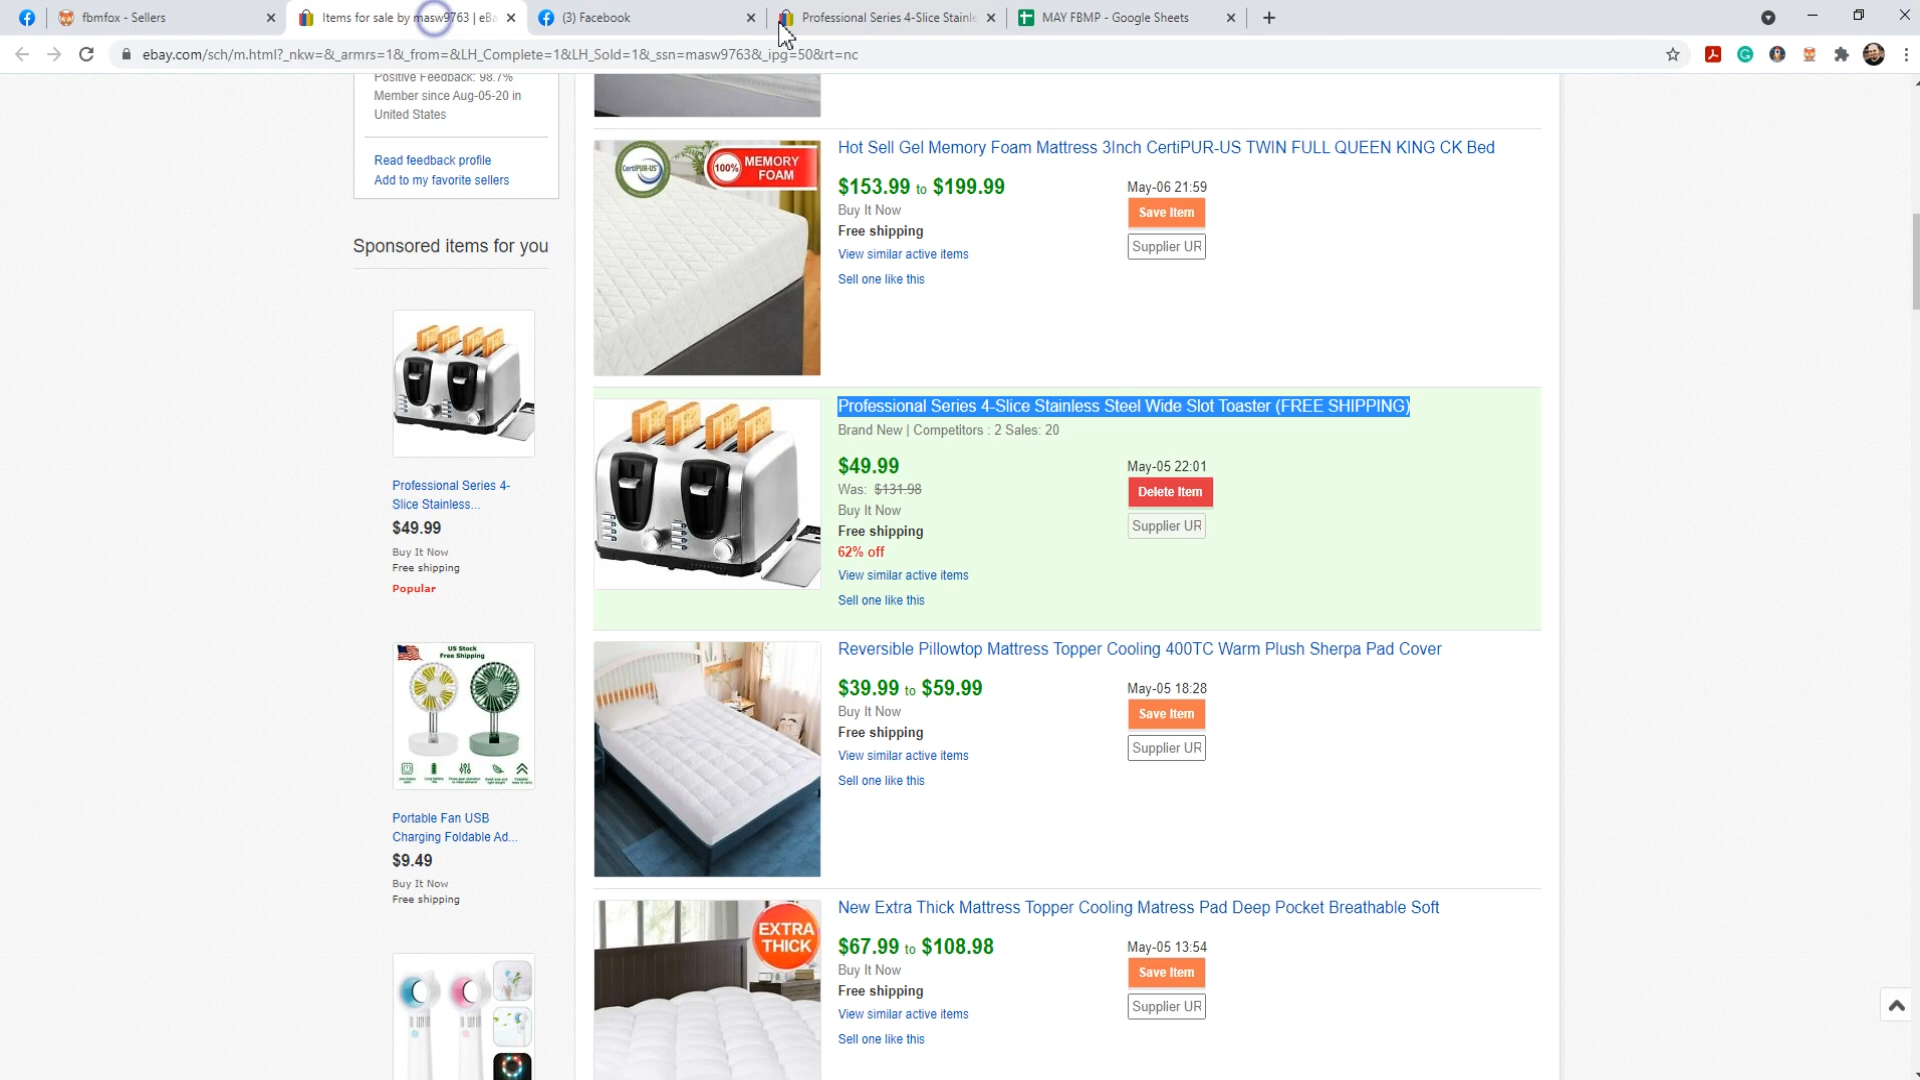 fbmfox - Sellers
Items for sale by masw9763 | eBa
(3) Facebook
Professional Series 4-Slice Stainle
MAY FBMP - Google Sheets
ebay.com/sch/m.html?_nkw=&_armrs=1&_from=&LH_Complete=1&LH_Sold=1&_ssn=masw9763&_ipg=50&rt=nc
Positive Feedback: 98.7%
Member since Aug-05-20 in
United States
Read feedback profile
Add to my favorite sellers
Sponsored items for you
Professional Series 4-
Slice Stainless...
$49.99
Buy It Now
Free shipping
Popular
US Stock
Free Shipping
Portable Fan USB
Charging Foldable Ad...
$9.49
Buy It Now
Free shipping
CertiPUR-US
100%
MEMORY
FOAM
Hot Sell Gel Memory Foam Mattress 3Inch CertiPUR-US TWIN FULL QUEEN KING CK Bed
$153.99 to $199.99
Buy It Now
Free shipping
View similar active items
Sell one like this
May-06 21:59
Save Item
Supplier UR
Professional Series 4-Slice Stainless Steel Wide Slot Toaster (FREE SHIPPING)
Brand New | Competitors : 2 Sales: 20
$49.99
Was: $131.98
Buy It Now
Free shipping
62% off
View similar active items
Sell one like this
May-05 22:01
Delete Item
Supplier UR
Reversible Pillowtop Mattress Topper Cooling 400TC Warm Plush Sherpa Pad Cover
$39.99 to $59.99
Buy It Now
Free shipping
View similar active items
Sell one like this
May-05 18:28
Save Item
Supplier UR
EXTRA
THICK
New Extra Thick Mattress Topper Cooling Matress Pad Deep Pocket Breathable Soft
$67.99 to $108.98
Buy It Now
Free shipping
View similar active items
Sell one like this
May-05 13:54
Save Item
Supplier UR